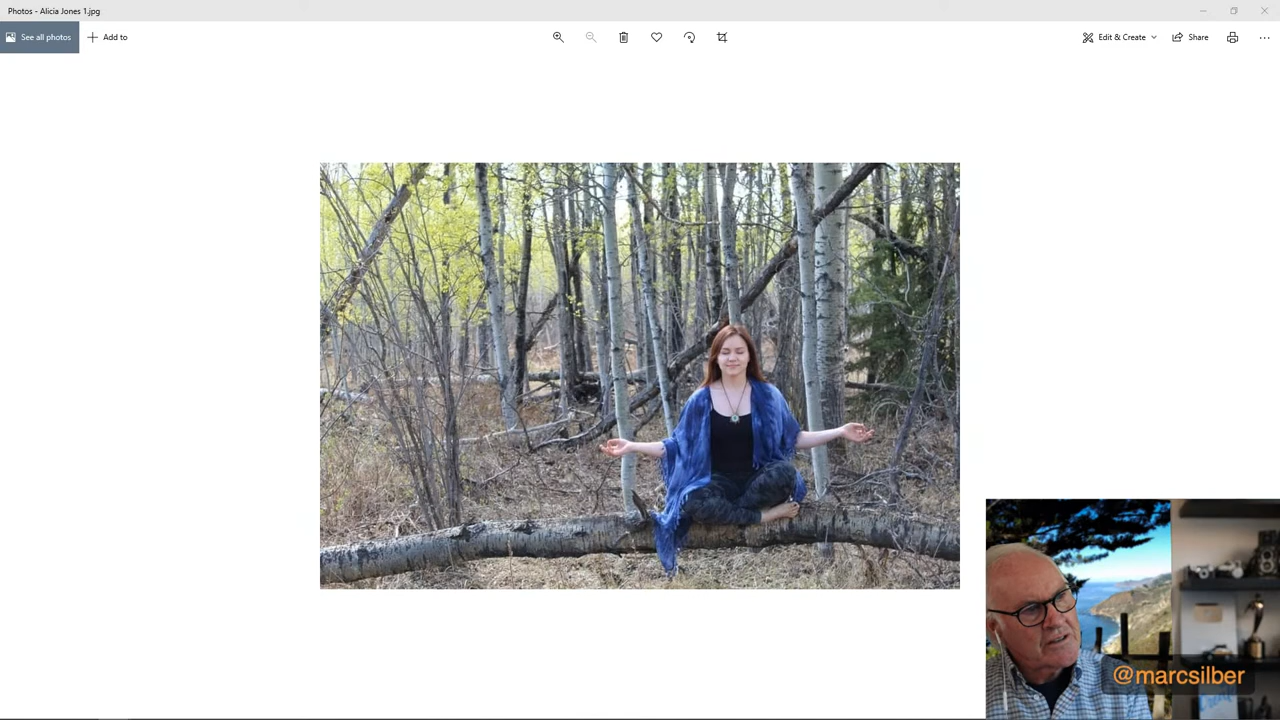 Photos - Alicia Jones 1.jpg
See all photos
Add to
Edit & Create
Share
@marcsilber